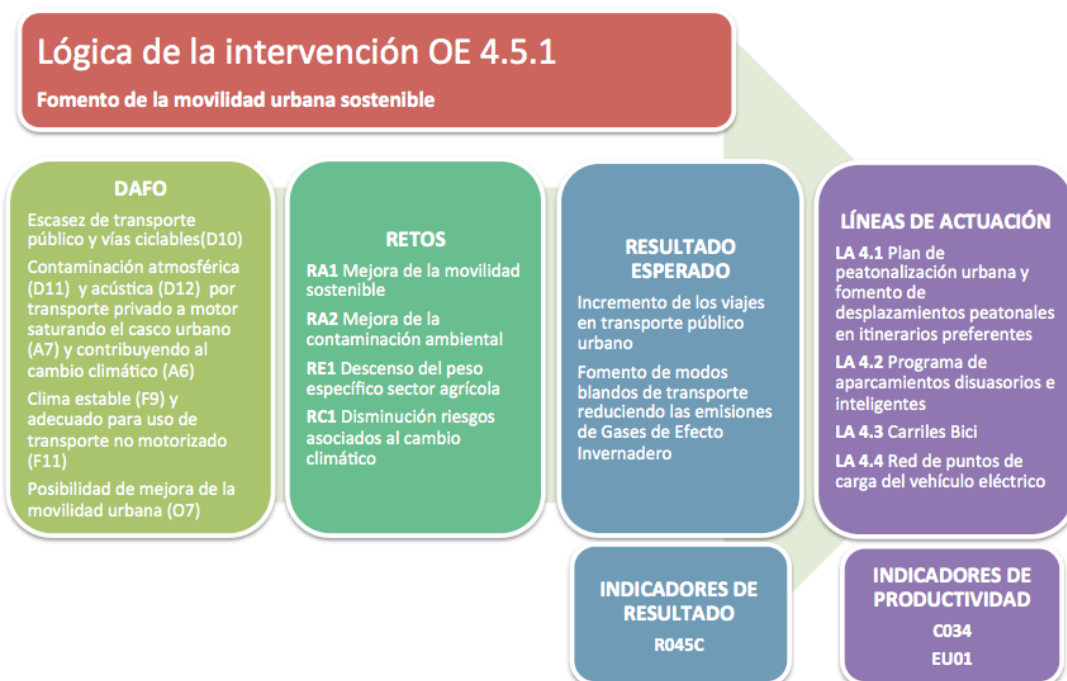 Lógica de la intervención OE 4.5.1
Fomento de la movilidad urbana sostenible
DAFO
Escasez de transporte
público y vías ciclables(D10)
Contaminación atmosférica
(D11) y acústica (D12) por
transporte privado a motor
saturando el casco urbano
(A7) y contribuyendo al
cambio climático (A6)
Clima estable (F9) y
adecuado para uso de
transporte no motorizado
(F11)
Posibilidad de mejora de la
movilidad urbana (O7)
RETOS
RA1 Mejora de la movilidad
sostenible
RA2 Mejora de la
contaminación ambiental
RE1 Descenso del peso
específico sector agrícola
RC1 Disminución riesgos
asociados al cambio
climático
RESULTADO
ESPERADO
Incremento de los viajes
en transporte público
urbano
Fomento de modos
blandos de transporte
reduciendo las emisiones
de Gases de Efecto
Invernadero
LÍNEAS DE ACTUACIÓN
LA 4.1 Plan de
peatonalización urbana y
fomento de
desplazamientos peatonales
en itinerarios preferentes
LA 4.2 Programa de
aparcamientos disuasorios e
inteligentes
LA 4.3 Carriles Bici
LA 4.4 Red de puntos de
carga del vehículo eléctrico
INDICADORES DE
RESULTADO
R045C
INDICADORES DE
PRODUCTIVIDAD
C034
EU01